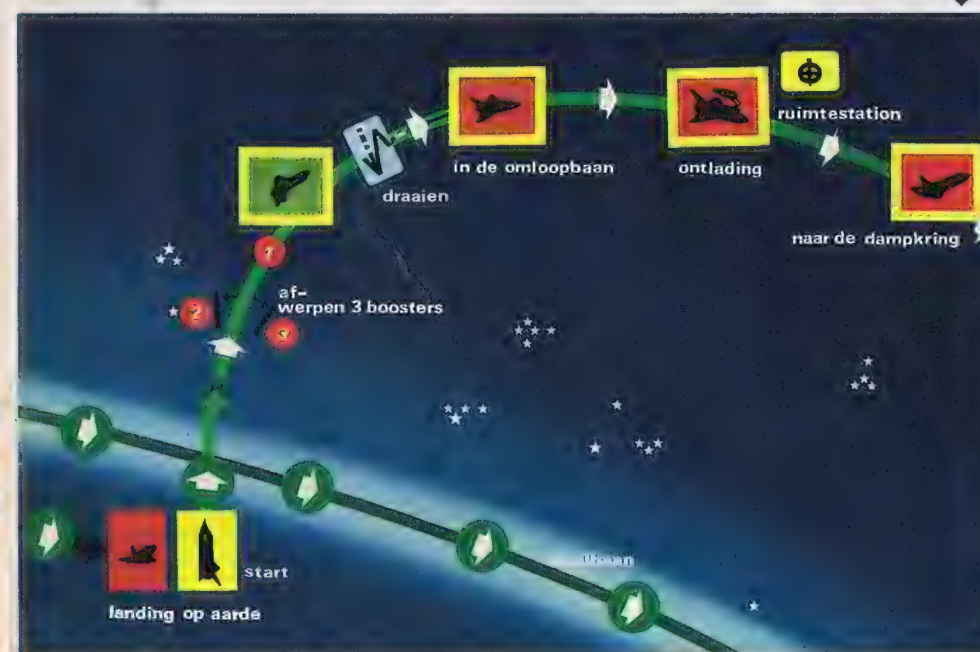 ruimtestation
in de omloopbaan
ontlading
draaien
naar de dampkring
af-
werpen 3 boosters
start
landing op aarde